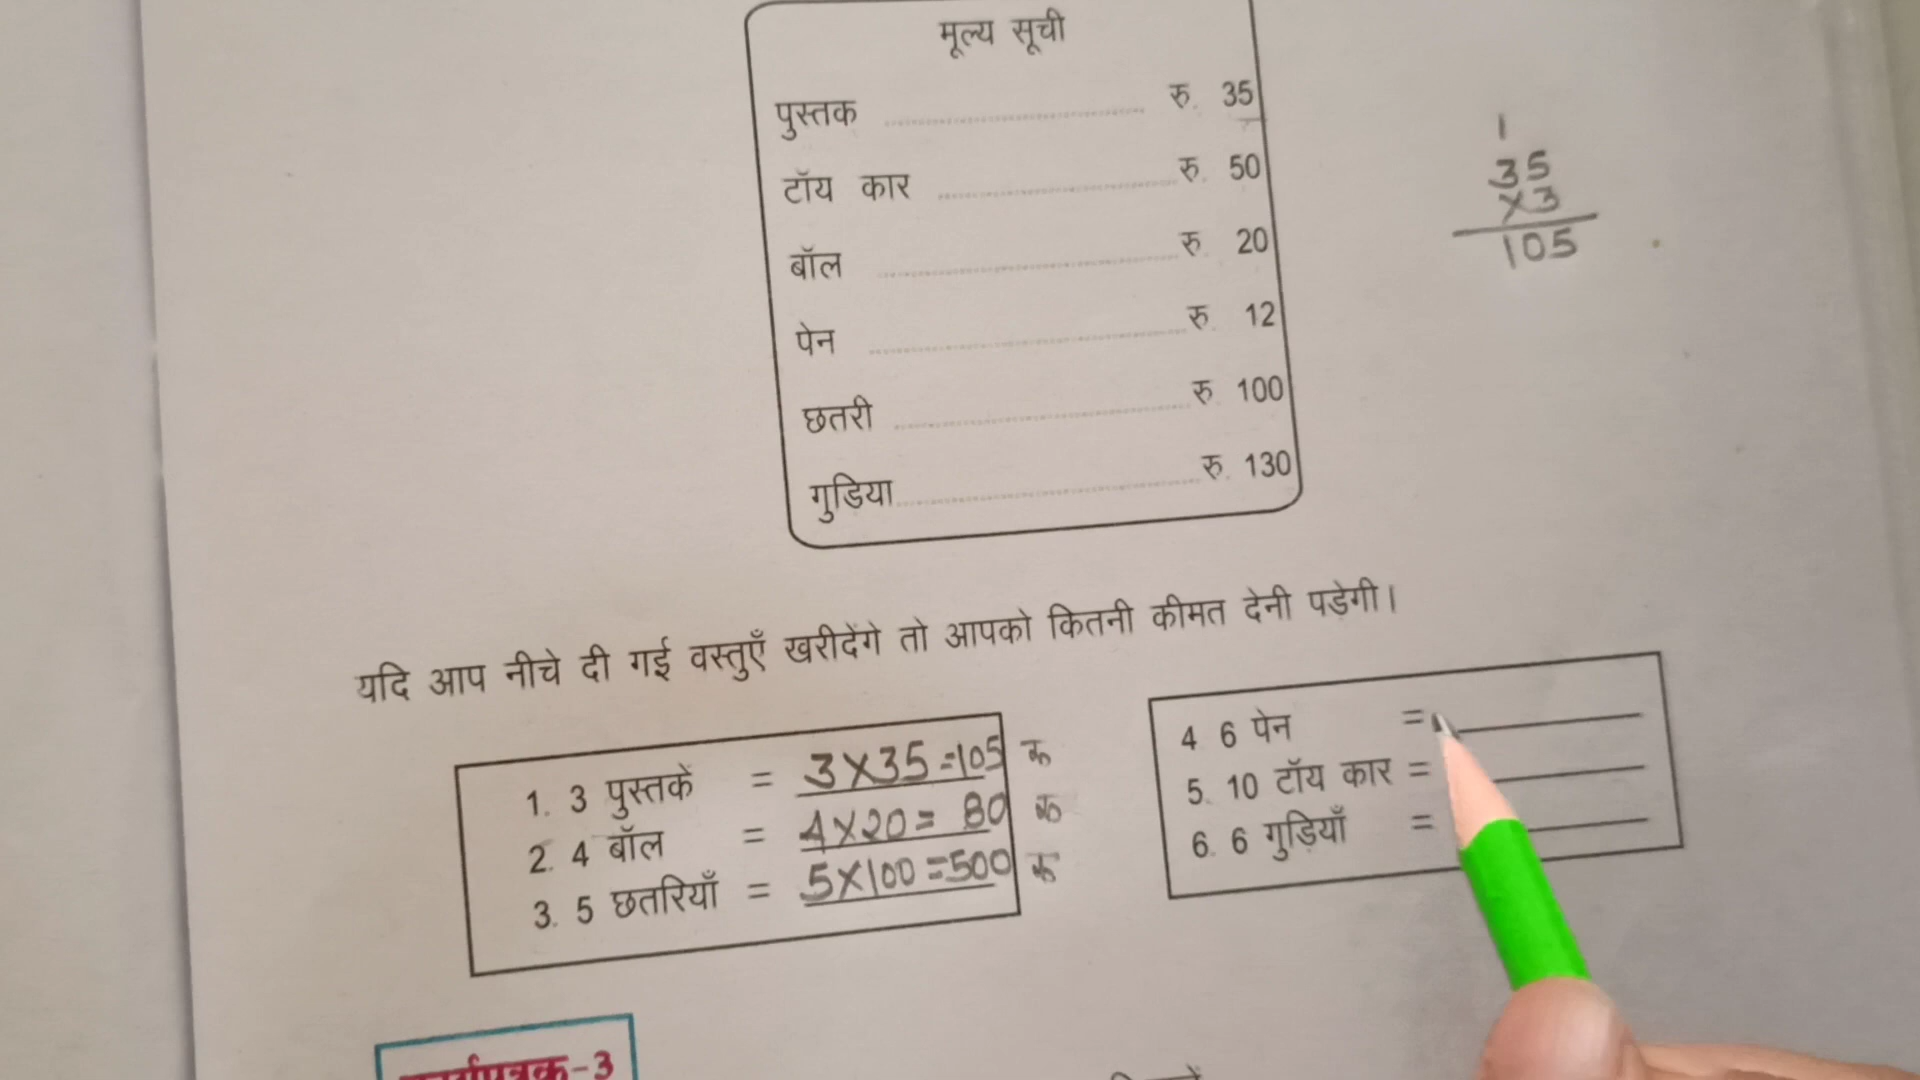 मूल्य सूची
पुस्तक ........ रु. 35
टॉय कार ........ रु. 50
बॉल ........ रु. 20
पेन ........ रु. 12
छतरी ........ रु. 100
गुडिया ........ रु. 130
1
35
×3
105
यदि आप नीचे दी गई वस्तुएँ खरीदेंगे तो आपको कितनी कीमत देनी पडेगी।
1. 3 पुस्तकें = 3×35=105 रू
2. 4 बॉल = 4×20= 80 रू
3. 5 छतरियाँ = 5×100=500 रू
4 6 पेन =
5. 10 टॉय कार =
6. 6 गुड़ियाँ =
-3